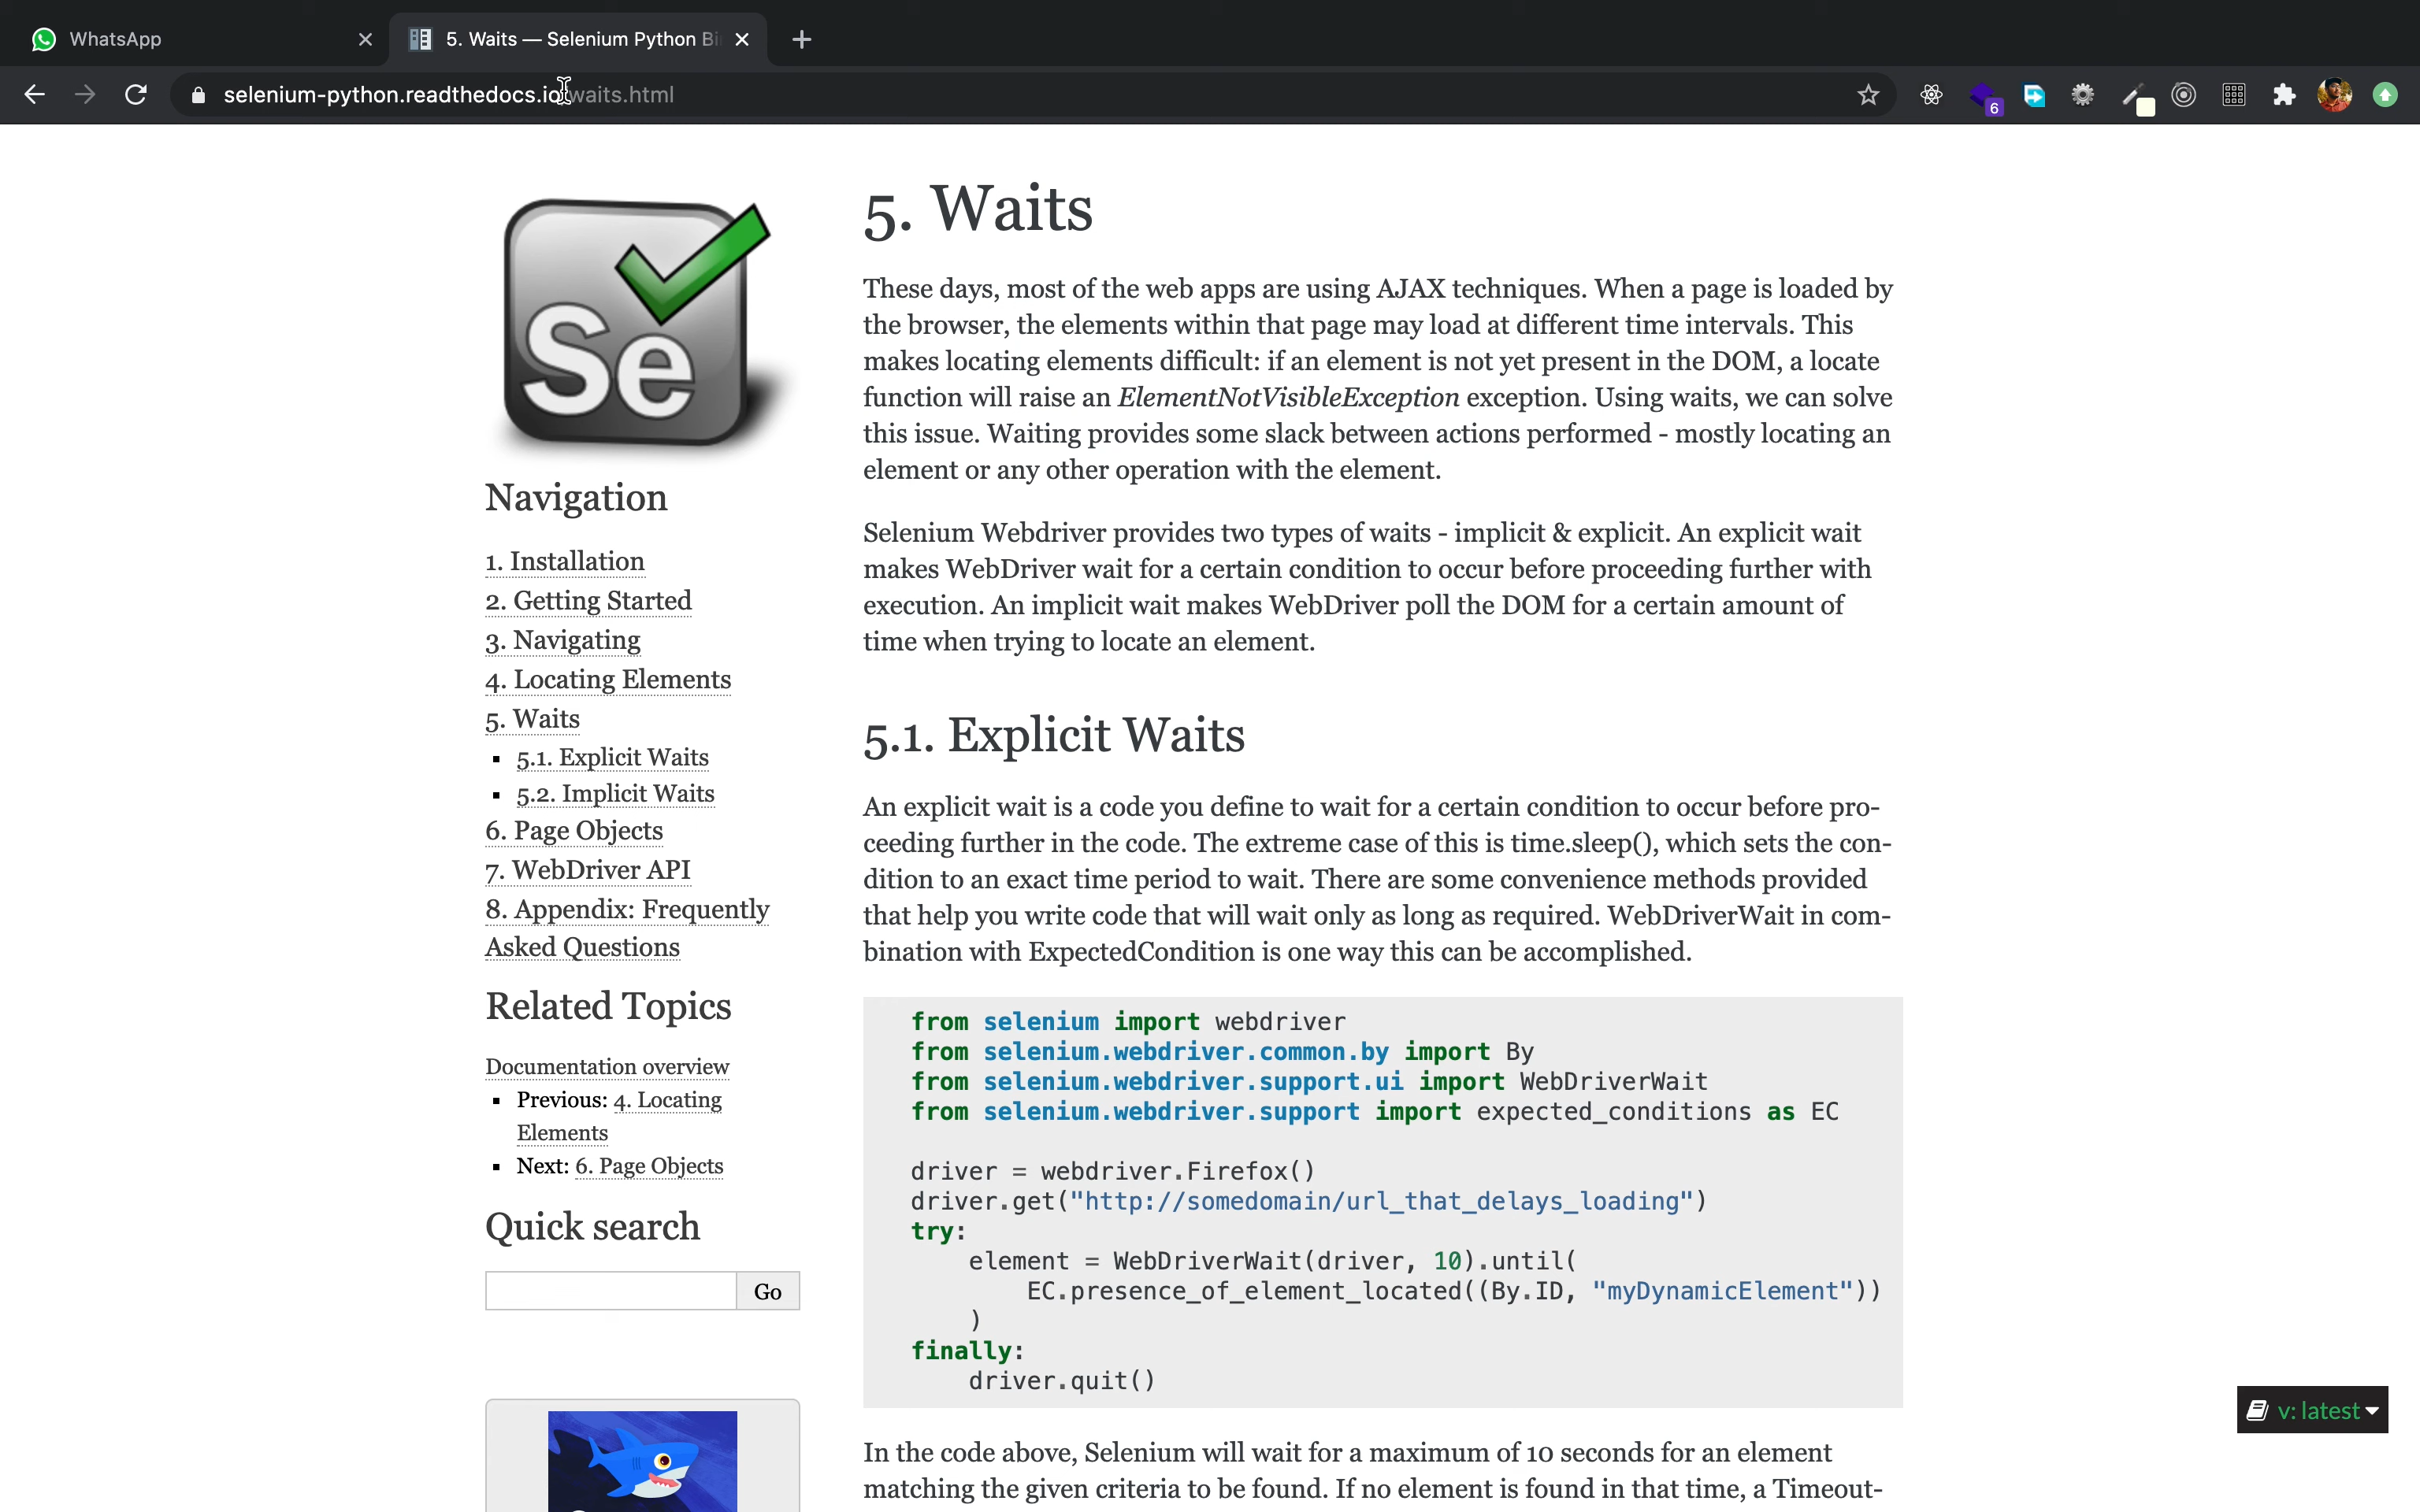 WhatsApp
5. Waits — Selenium Python Bi
selenium-python.readthedocs.io/waits.html
6
Se
Navigation
1. Installation
2. Getting Started
3. Navigating
4. Locating Elements
5. Waits
5.1. Explicit Waits
5.2. Implicit Waits
6. Page Objects
7. WebDriver API
8. Appendix: Frequently
Asked Questions
Related Topics
Documentation overview
Previous: 4. Locating
Elements
Next: 6. Page Objects
Quick search
Go
5. Waits
These days, most of the web apps are using AJAX techniques. When a page is loaded by
the browser, the elements within that page may load at different time intervals. This
makes locating elements difficult: if an element is not yet present in the DOM, a locate
function will raise an ElementNotVisibleException exception. Using waits, we can solve
this issue. Waiting provides some slack between actions performed - mostly locating an
element or any other operation with the element.
Selenium Webdriver provides two types of waits - implicit & explicit. An explicit wait
makes WebDriver wait for a certain condition to occur before proceeding further with
execution. An implicit wait makes WebDriver poll the DOM for a certain amount of
time when trying to locate an element.
5.1. Explicit Waits
An explicit wait is a code you define to wait for a certain condition to occur before pro-
ceeding further in the code. The extreme case of this is time.sleep(), which sets the con-
dition to an exact time period to wait. There are some convenience methods provided
that help you write code that will wait only as long as required. WebDriverWait in com-
bination with ExpectedCondition is one way this can be accomplished.
from selenium import webdriver
from selenium.webdriver.common.by import By
from selenium.webdriver.support.ui import WebDriverWait
from selenium.webdriver.support import expected_conditions as EC
driver = webdriver.Firefox()
driver.get("http://somedomain/url_that_delays_loading")
try:
    element = WebDriverWait(driver, 10).until(
        EC.presence_of_element_located((By.ID, "myDynamicElement"))
    )
finally:
    driver.quit()
In the code above, Selenium will wait for a maximum of 10 seconds for an element
matching the given criteria to be found. If no element is found in that time, a Timeout-
v: latest